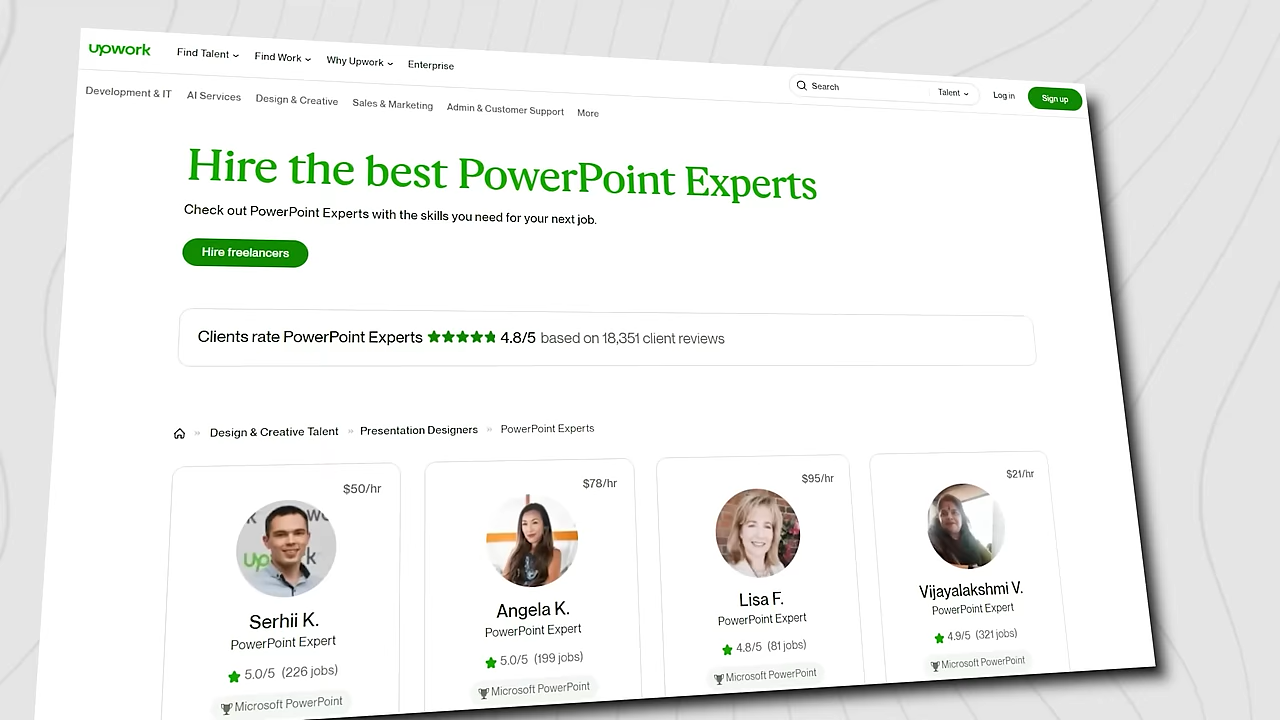 upwork
Find Talent
Find Work
Why Upwork
Enterprise
Search
Talent
Log in
Sign up
Development & IT
AI Services
Design & Creative
Sales & Marketing
Admin & Customer Support
More
Hire the best PowerPoint Experts
Check out PowerPoint Experts with the skills you need for your next job.
Hire freelancers
Clients rate PowerPoint Experts 4.8/5 based on 18,351 client reviews
Design & Creative Talent » Presentation Designers » PowerPoint Experts
$50/hr
Serhii K.
PowerPoint Expert
5.0/5 (226 jobs)
Microsoft PowerPoint
$78/hr
Angela K.
PowerPoint Expert
5.0/5 (199 jobs)
Microsoft PowerPoint
$95/hr
Lisa F.
PowerPoint Expert
4.8/5 (81 jobs)
Microsoft PowerPoint
$21/hr
Vijayalakshmi V.
PowerPoint Expert
4.9/5 (321 jobs)
Microsoft PowerPoint